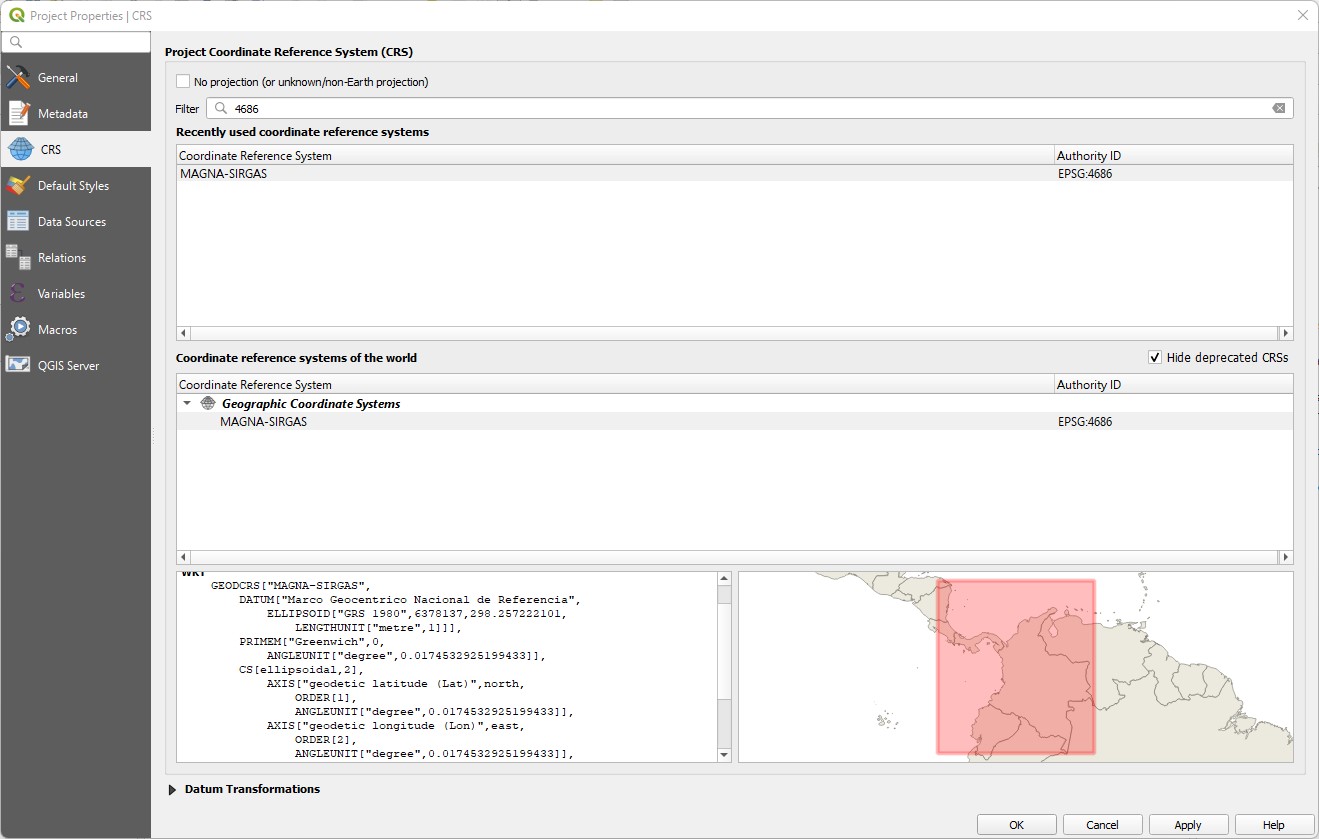 Project Properties | CRS
General
Metadata
CRS
Default Styles
Data Sources
Relations
Variables
Macros
QGIS Server
Project Coordinate Reference System (CRS)
No projection (or unknown/non-Earth projection)
Filter 4686
Recently used coordinate reference systems
Coordinate Reference System Authority ID
MAGNA-SIRGAS EPSG:4686
Coordinate reference systems of the world Hide deprecated CRSs
Coordinate Reference System Authority ID
Geographic Coordinate Systems
MAGNA-SIRGAS EPSG:4686
WKT
GEODCRS["MAGNA-SIRGAS",
DATUM["Marco Geocentrico Nacional de Referencia",
ELLIPSOID["GRS 1980",6378137,298.257222101,
LENGTHUNIT["metre",1]]],
PRIMEM["Greenwich",0,
ANGLEUNIT["degree",0.0174532925199433]],
CS[ellipsoidal,2],
AXIS["geodetic latitude (Lat)",north,
ORDER[1],
ANGLEUNIT["degree",0.0174532925199433]],
AXIS["geodetic longitude (Lon)",east,
ORDER[2],
ANGLEUNIT["degree",0.0174532925199433]],
Datum Transformations
OK Cancel Apply Help